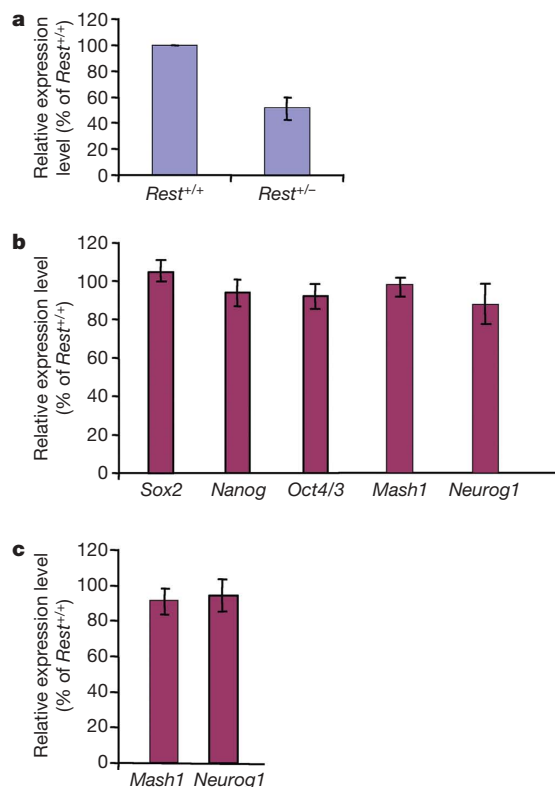 a
Relative expression
level (% of Rest+/+)
120
100
80
60
40
20
0
Rest+/+ Rest+/–
b
Relative expression level
(% of Rest+/+)
120
100
80
60
40
20
0
Sox2 Nanog Oct4/3 Mash1 Neurog1
c
Relative expression level
(% of Rest+/+)
120
100
80
60
40
20
0
Mash1 Neurog1